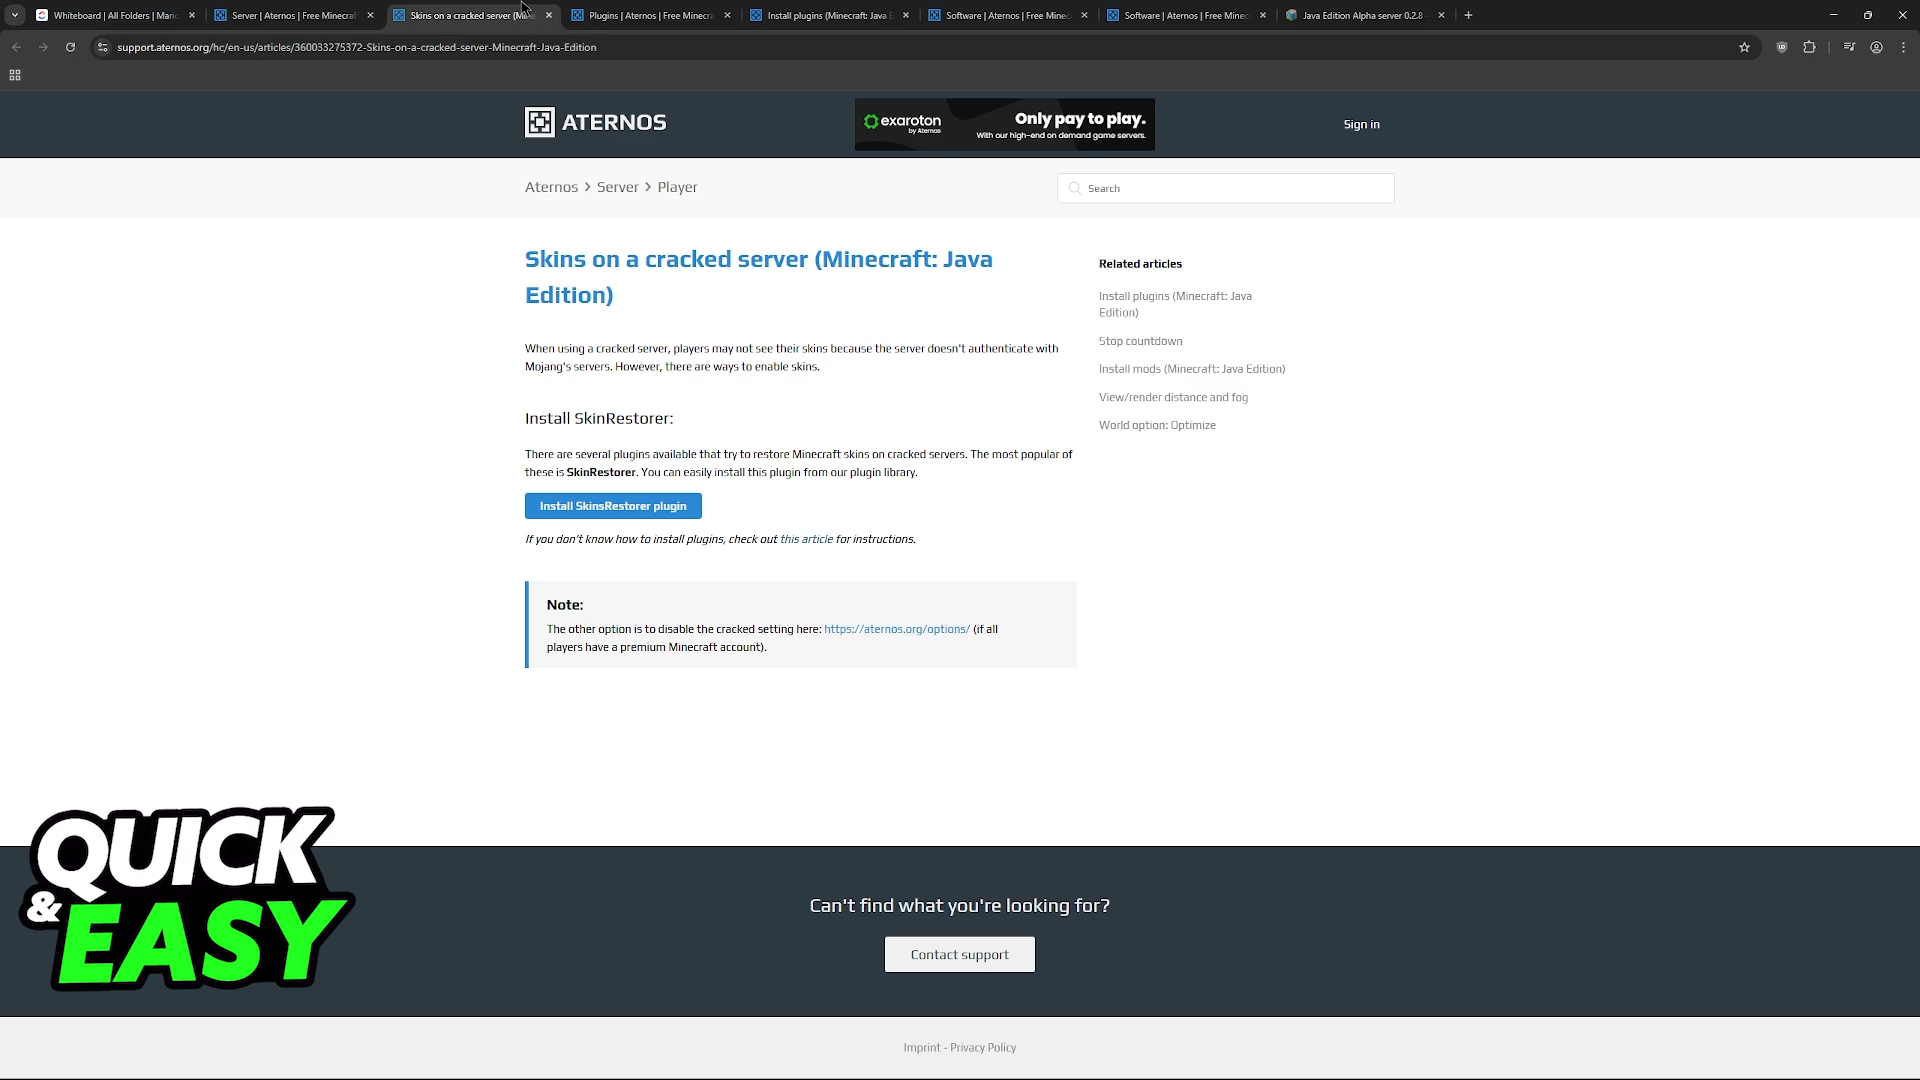 Whiteboard | All Folders | Mari
Server | Aternos | Free Minecraf
Skins on a cracked server (Mi
Plugins | Aternos | Free Minecra
Install plugins (Minecraft: Java E
Software | Aternos | Free Minec
Software | Aternos | Free Minec
Java Edition Alpha server 0.2.8
support.aternos.org/hc/en-us/articles/360033275372-Skins-on-a-cracked-server-Minecraft-Java-Edition
ATERNOS
exaroton
by Aternos
Only pay to play.
With our high-end on demand game servers.
Sign in
Aternos > Server > Player
Search
Skins on a cracked server (Minecraft: Java
Edition)
When using a cracked server, players may not see their skins because the server doesn't authenticate with
Mojang's servers. However, there are ways to enable skins.
Install SkinRestorer:
There are several plugins available that try to restore Minecraft skins on cracked servers. The most popular of
these is SkinRestorer. You can easily install this plugin from our plugin library.
Install SkinsRestorer plugin
If you don't know how to install plugins, check out this article for instructions.
Note:
The other option is to disable the cracked setting here: https://aternos.org/options/ (if all
players have a premium Minecraft account).
Related articles
Install plugins (Minecraft: Java
Edition)
Stop countdown
Install mods (Minecraft: Java Edition)
View/render distance and fog
World option: Optimize
QUICK
& EASY
Can't find what you're looking for?
Contact support
Imprint - Privacy Policy